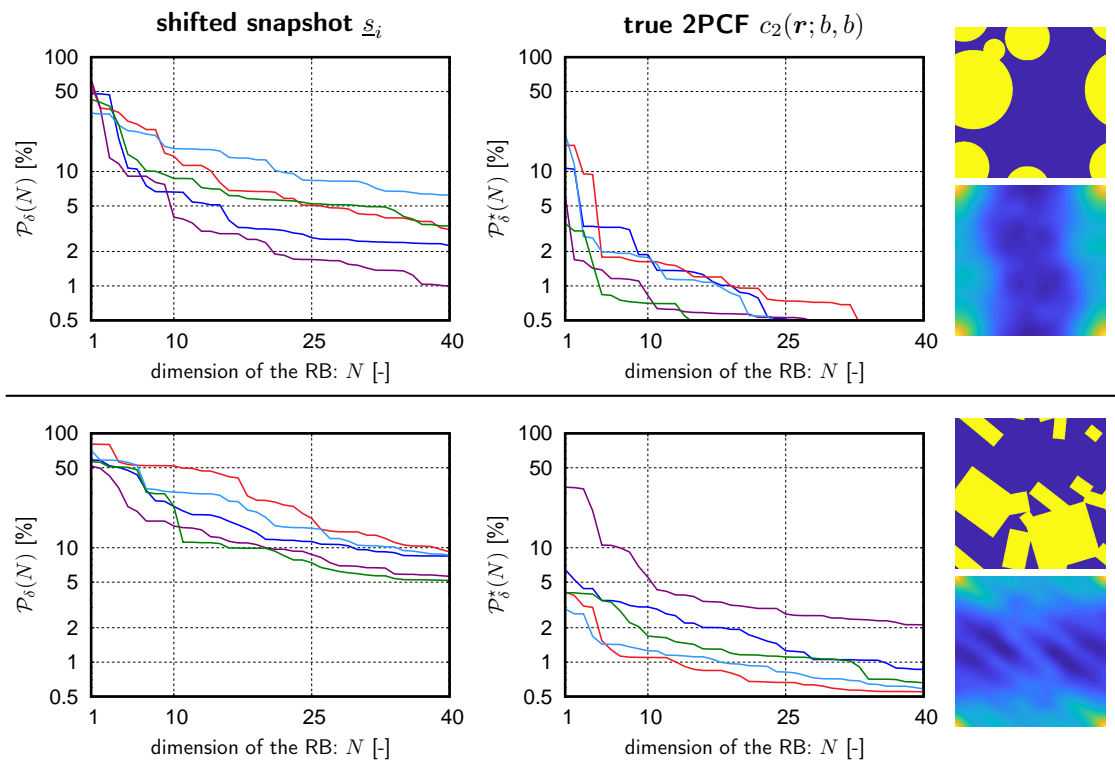 shifted snapshot s_i
true 2PCF c₂(r; b, b)
100
50
10
5
2
1
0.5
1 10 25 40
𝒫_δ(N) [%]
dimension of the RB: N [-]
100
50
10
5
2
1
0.5
1 10 25 40
𝒫*_δ(N) [%]
dimension of the RB: N [-]
100
50
10
5
2
1
0.5
1 10 25 40
𝒫_δ(N) [%]
dimension of the RB: N [-]
100
50
10
5
2
1
0.5
1 10 25 40
𝒫*_δ(N) [%]
dimension of the RB: N [-]